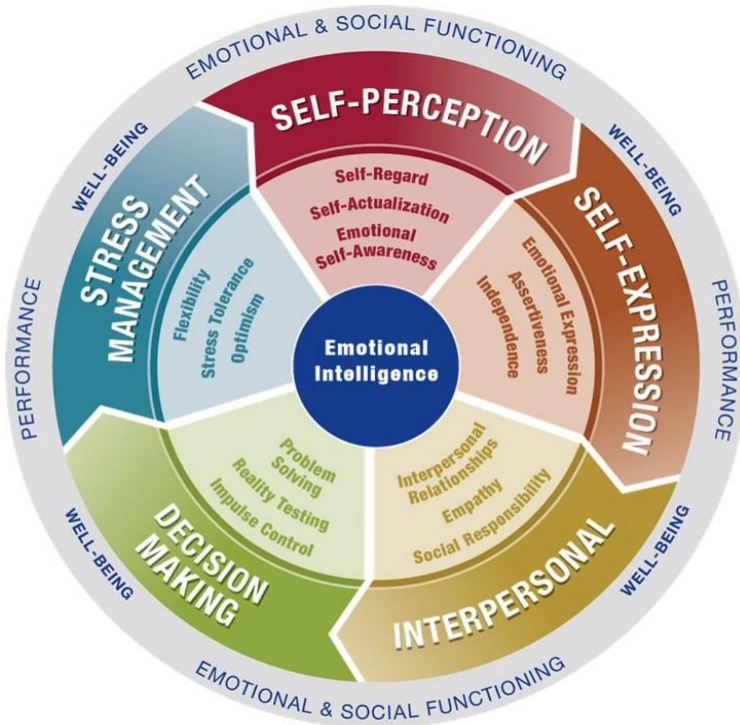 EMOTIONAL & SOCIAL FUNCTIONING
WELL-BEING
WELL-BEING
PERFORMANCE
PERFORMANCE
SELF-PERCEPTION
Self-Regard
Self-Actualization
Emotional
Self-Awareness
SELF-EXPRESSION
Emotional Expression
Assertiveness
Independence
INTERPERSONAL
Interpersonal
Relationships
Empathy
Social Responsibility
DECISION
MAKING
Problem
Solving
Reality Testing
Impulse Control
STRESS
MANAGEMENT
Flexibility
Stress Tolerance
Optimism
Emotional
Intelligence
WELL-BEING
WELL-BEING
EMOTIONAL & SOCIAL FUNCTIONING